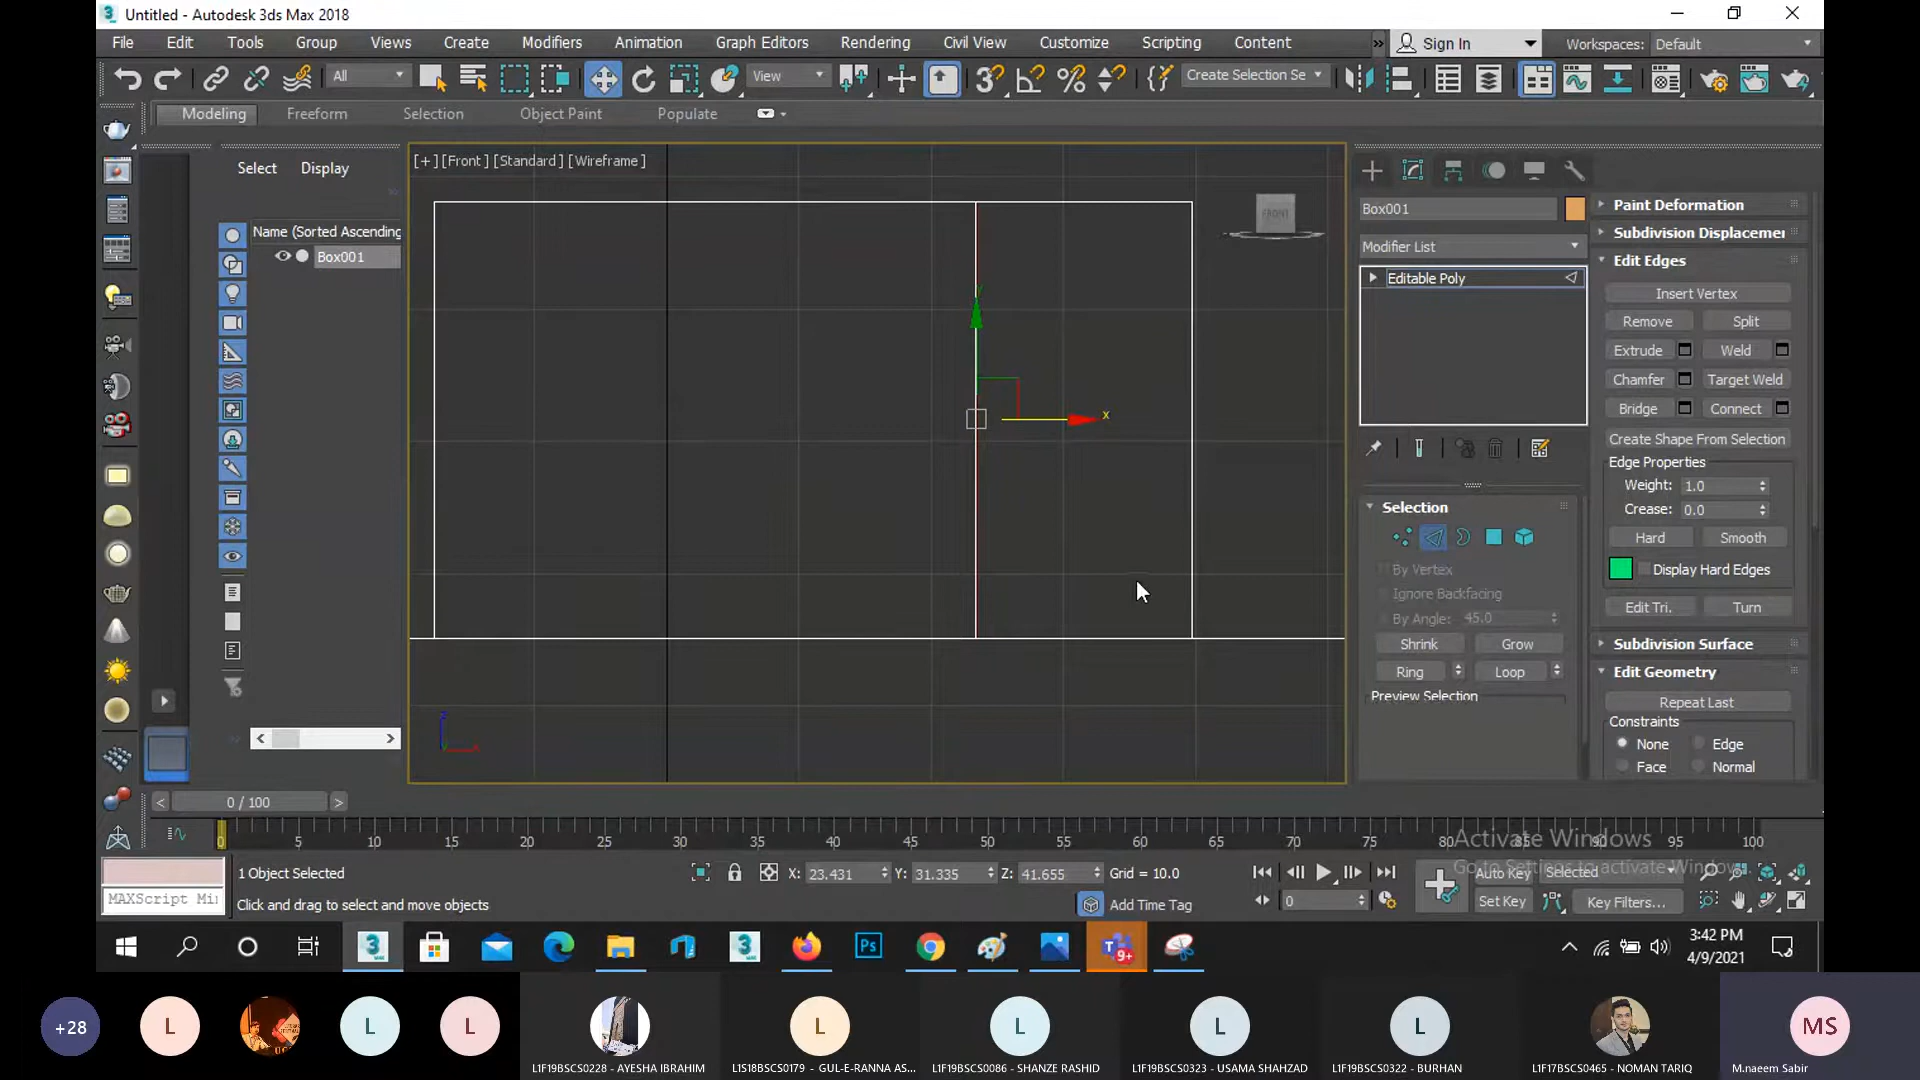 Untitled - Autodesk 3ds Max 2018
File Edit Tools Group Views Create Modifiers Animation Graph Editors Rendering Civil View Customize Scripting Content » Sign In Workspaces: Default
All View Create Selection Se
Modeling Freeform Selection Object Paint Populate
Select Display
Name (Sorted Ascending
Box001
[+] [Front] [Standard] [Wireframe]
FRONT
x
Box001
Modifier List
Editable Poly
Selection
By Vertex
Ignore Backfacing
By Angle: 45.0
Shrink Grow
Ring Loop
Preview Selection
Paint Deformation
Subdivision Displacemen
Edit Edges
Insert Vertex
Remove Split
Extrude Weld
Chamfer Target Weld
Bridge Connect
Create Shape From Selection
Edge Properties
Weight: 1.0
Crease: 0.0
Hard Smooth
Display Hard Edges
Edit Tri. Turn
Subdivision Surface
Edit Geometry
Repeat Last
Constraints
None Edge
Face Normal
< 0 / 100 >
0 5 10 15 20 25 30 35 40 45 50 55 60 65 70 75 80 85 90 95 100
Activate Windows
Go to Settings to activate Windows.
1 Object Selected X: 23.431 Y: 31.335 Z: 41.655 Grid = 10.0 Auto Key Selected
MAXScript Mi
Click and drag to select and move objects Add Time Tag 0 Set Key Key Filters...
3:42 PM
4/9/2021
Ps
9+
+28 L L L L L L L MS
L1F19BSCS0228 - AYESHA IBRAHIM
L1S18BSCS0179 - GUL-E-RANNA AS...
L1F19BSCS0086 - SHANZE RASHID
L1F19BSCS0323 - USAMA SHAHZAD
L1F19BSCS0322 - BURHAN
L1F17BSCS0465 - NOMAN TARIQ
M.naeem Sabir